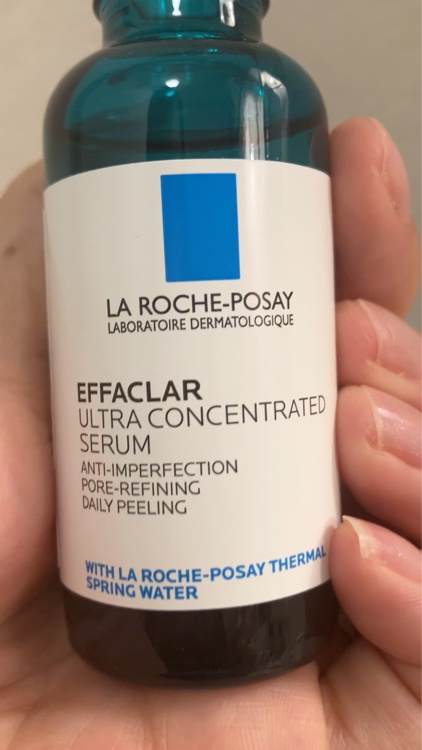 LA ROCHE-POSAY
LABORATOIRE DERMATOLOGIQUE
EFFACLAR
ULTRA CONCENTRATED
SERUM
ANTI-IMPERFECTION
PORE-REFINING
DAILY PEELING
WITH LA ROCHE-POSAY THERMAL
SPRING WATER